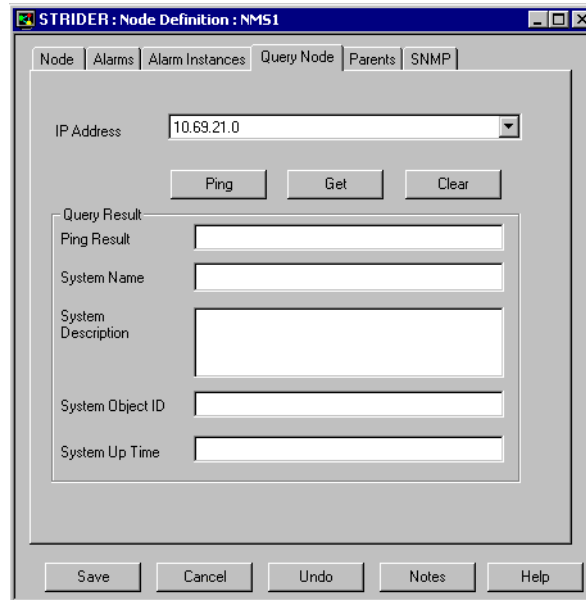 STRIDER : Node Definition : NMS1
Node Alarms Alarm Instances Query Node Parents SNMP
IP Address 10.69.21.0
Ping Get Clear
Query Result
Ping Result
System Name
System
Description
System Object ID
System Up Time
Save Cancel Undo Notes Help